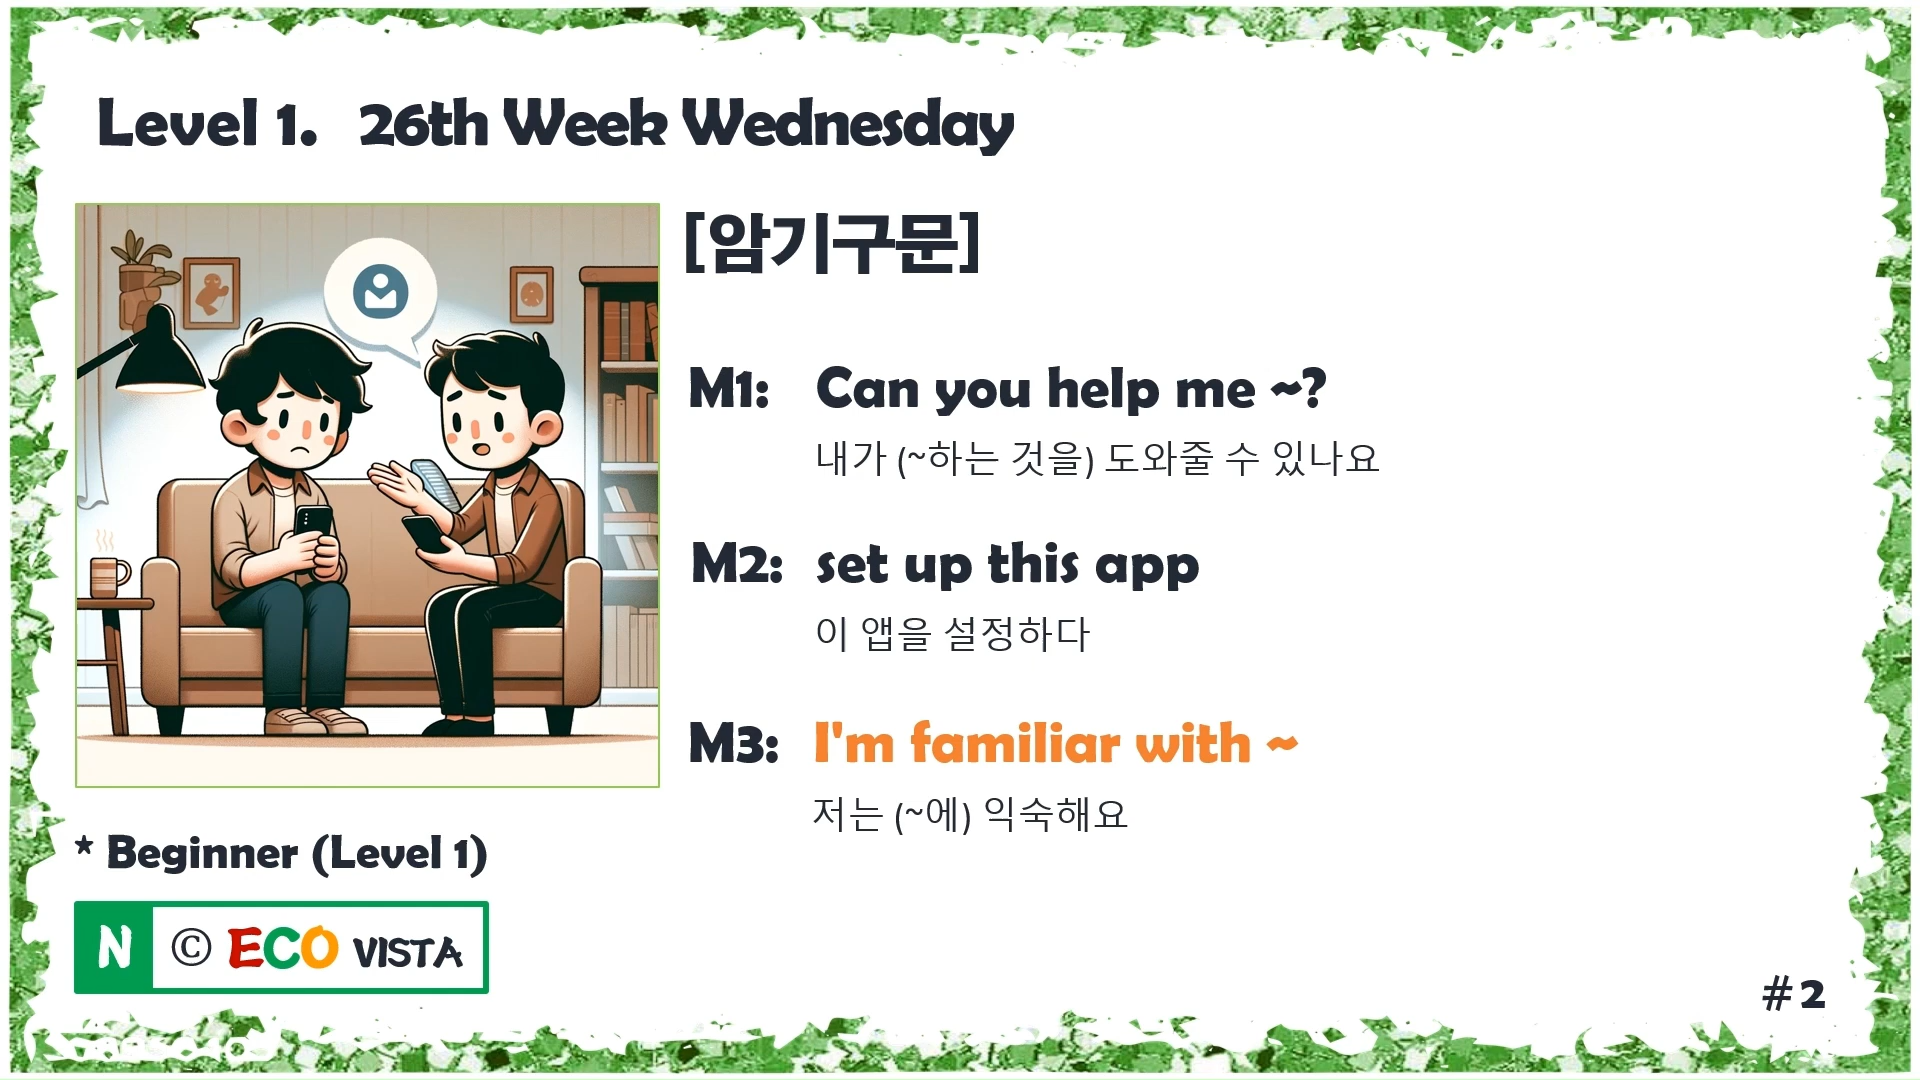 Level 1. 26th Week Wednesday
[암기구문]
M1: Can you help me ~?
내가 (~하는 것을) 도와줄 수 있나요
M2: set up this app
이 앱을 설정하다
M3: I'm familiar with ~
저는 (~에) 익숙해요
* Beginner (Level 1)
N © ECO VISTA
#2